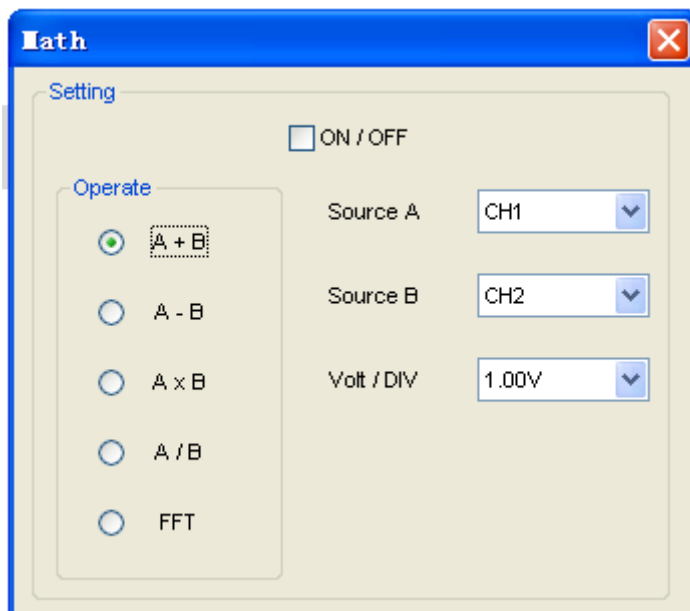 Math
Setting
ON / OFF
Operate
A + B
A - B
A x B
A / B
FFT
Source A
CH1
Source B
CH2
Volt / DIV
1.00V